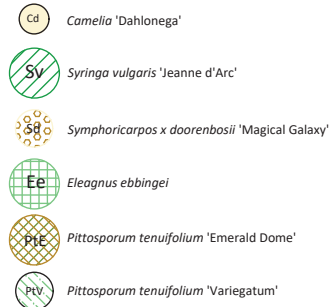 Cd Camelia 'Dahlonega'
Sv Syringa vulgaris 'Jeanne d'Arc'
Sd Symphoricarpos x doorenbosii 'Magical Galaxy'
Ee Eleagnus ebbingei
PtE Pittosporum tenuifolium 'Emerald Dome'
PtV Pittosporum tenuifolium 'Variegatum'